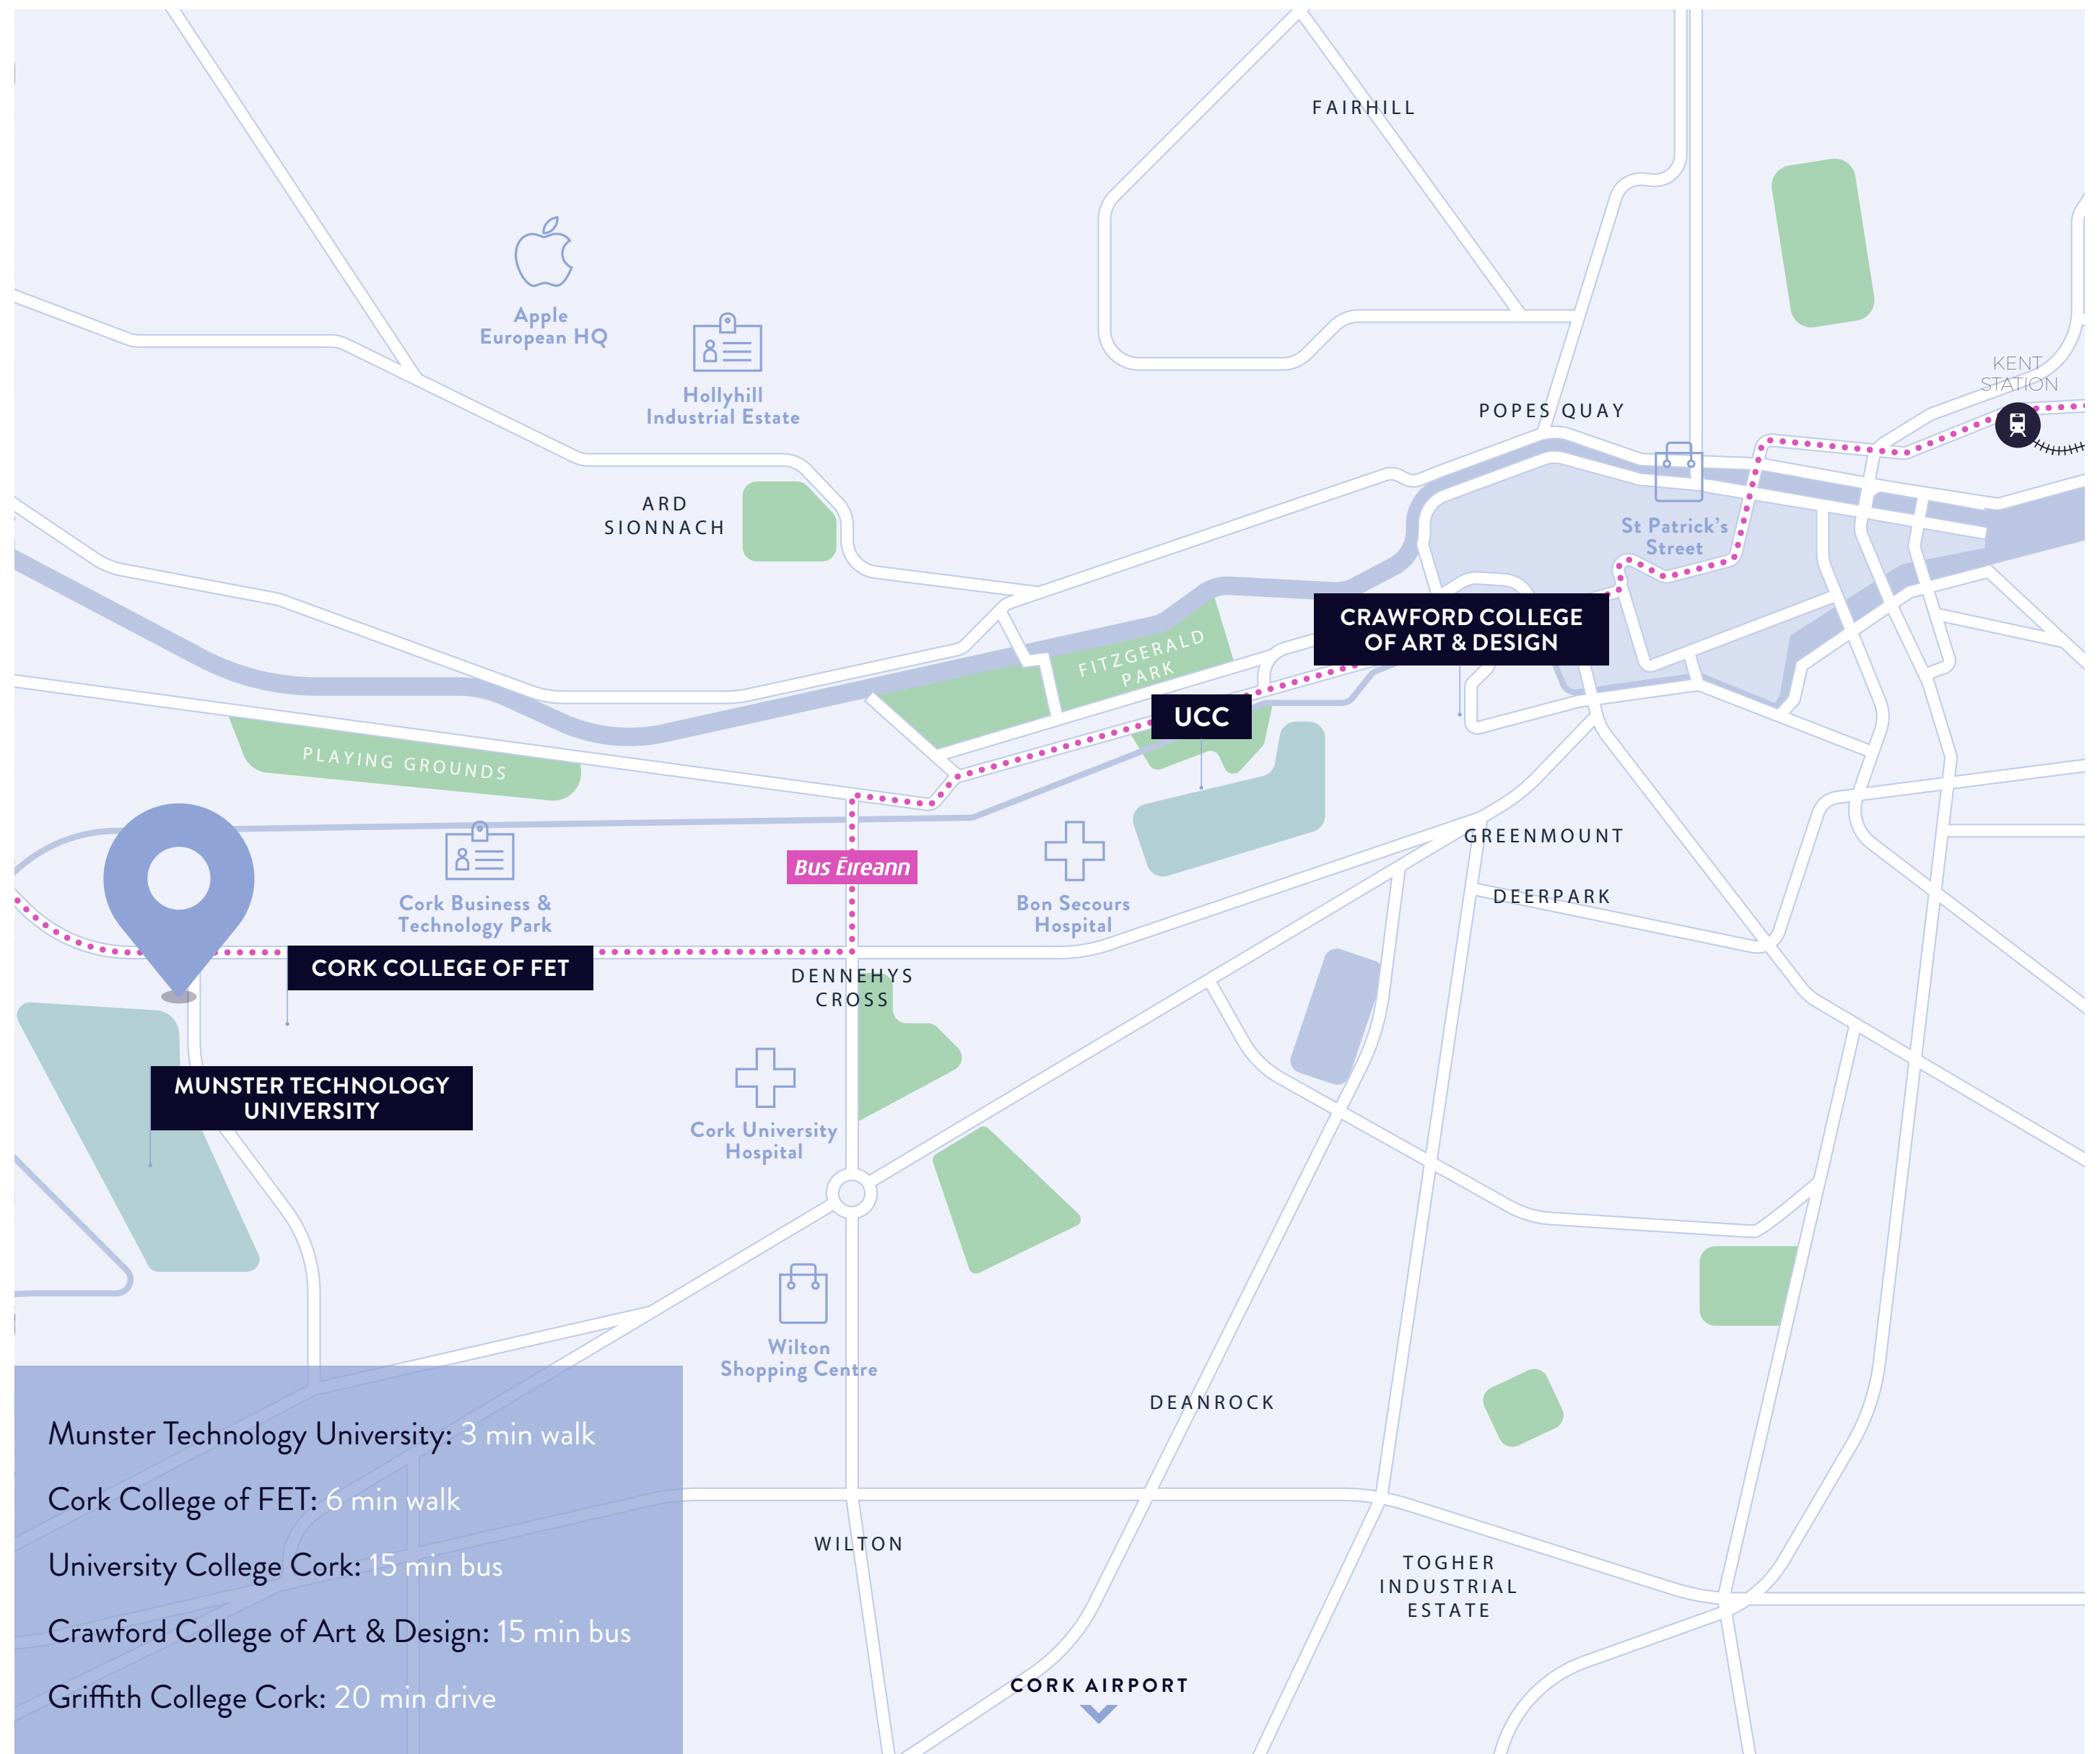 FAIRHILL
Apple
European HQ
Hollyhill
Industrial Estate
KENT
STATION
POPES QUAY
ARD
SIONNACH
St Patrick's
Street
CRAWFORD COLLEGE
OF ART & DESIGN
FITZGERALD
PARK
UCC
PLAYING GROUNDS
GREENMOUNT
Bus Éireann
DEERPARK
Cork Business &
Technology Park
Bon Secours
Hospital
CORK COLLEGE OF FET
DENNEHYS
CROSS
MUNSTER TECHNOLOGY
UNIVERSITY
Cork University
Hospital
Wilton
Shopping Centre
DEANROCK
Munster Technology University: 3 min walk
Cork College of FET: 6 min walk
University College Cork: 15 min bus
Crawford College of Art & Design: 15 min bus
Griffith College Cork: 20 min drive
WILTON
TOGHER
INDUSTRIAL
ESTATE
CORK AIRPORT